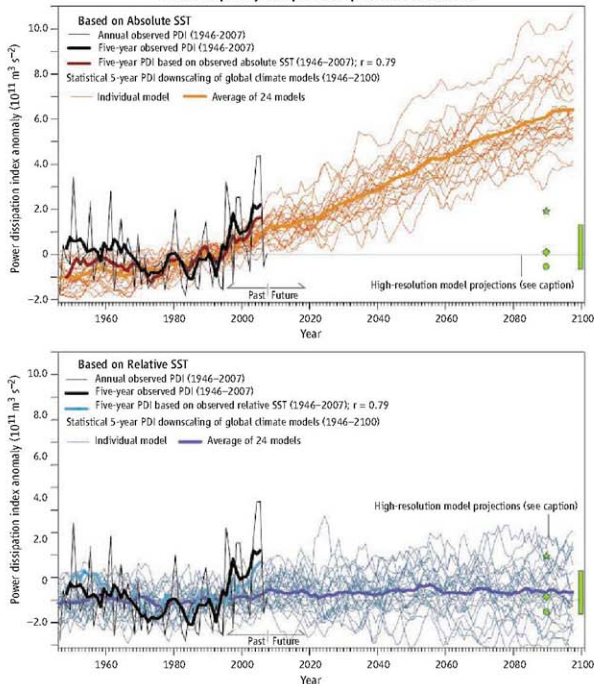 Based on Absolute SST
Annual observed PDI (1946-2007)
Five-year observed PDI (1946-2007)
Five-year PDI based on observed absolute SST (1946–2007); r = 0.79
Statistical 5-year PDI downscaling of global climate models (1946–2100)
Individual model
Average of 24 models
Power dissipation index anomaly (10¹¹ m³ s⁻²)
10.0
8.0
6.0
4.0
2.0
0
−2.0
High-resolution model projections (see caption)
Past Future
1960 1980 2000 2020 2040 2060 2080 2100
Year
Based on Relative SST
Annual observed PDI (1946–2007)
Five-year observed PDI (1946–2007)
Five-year PDI based on observed relative SST (1946–2007); r = 0.79
Statistical 5-year PDI downscaling of global climate models (1946–2100)
Individual model
Average of 24 models
Power dissipation index anomaly (10¹¹ m³ s⁻²)
10.0
8.0
6.0
4.0
2.0
0
−2.0
High-resolution model projections (see caption)
Past Future
1960 1980 2000 2020 2040 2060 2080 2100
Year